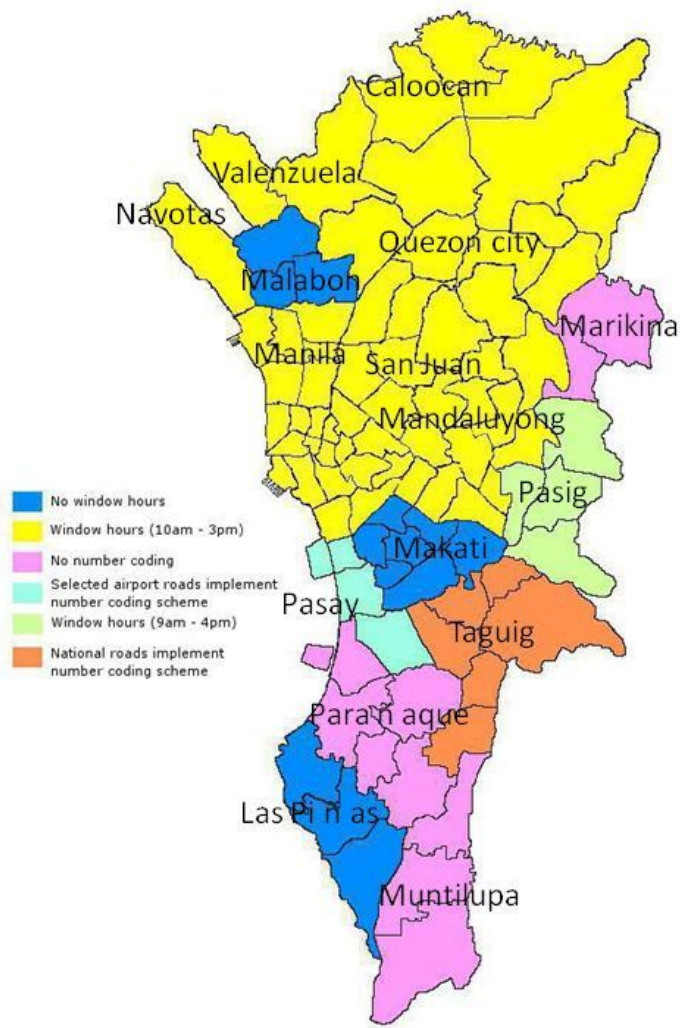 Caloocan
Valenzuela
Navotas
Quezon city
Malabon
Marikina
Manila
San Juan
Mandaluyong
Pasig
No window hours
Window hours (10am - 3pm)
No number coding
Selected airport roads implement
number coding scheme
Window hours (9am - 4pm)
National roads implement
number coding scheme
Makati
Pasay
Taguig
Para ñ aque
Las Pi ñ as
Muntilupa